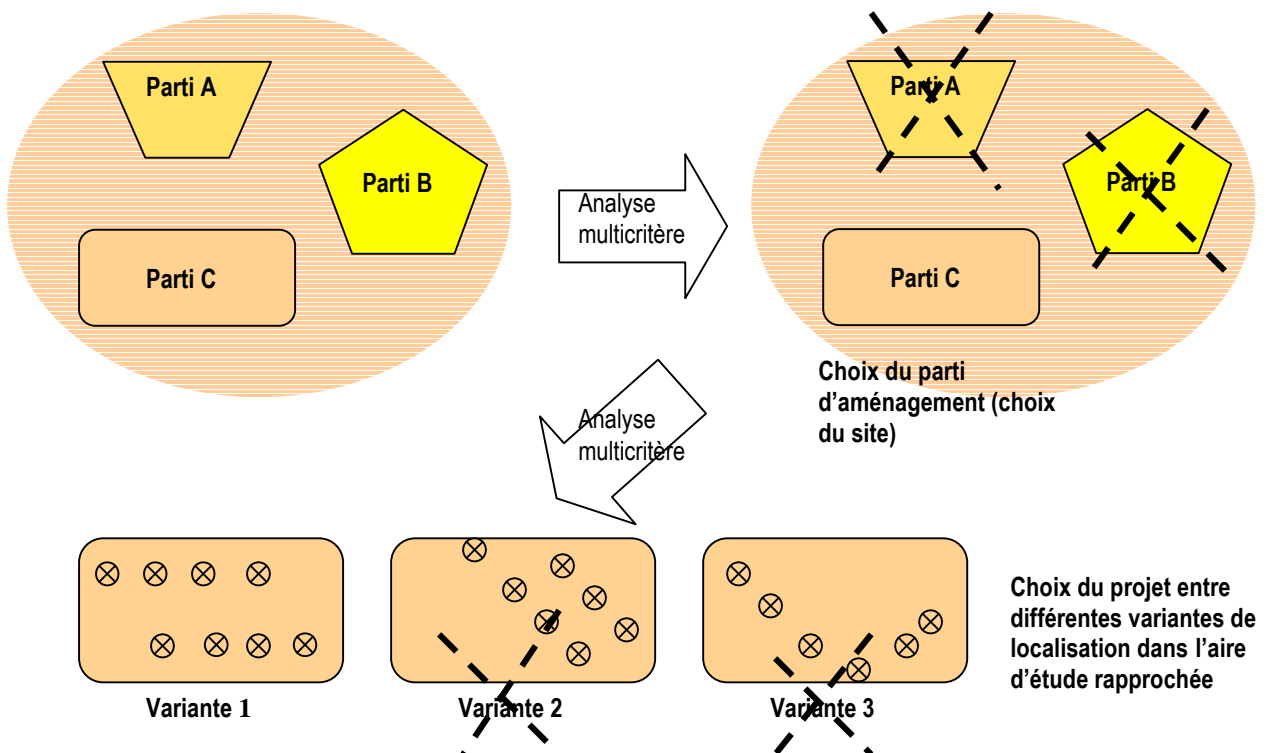 Parti A
Parti B
Parti C
Analyse
multicritère
Parti A
Parti B
Parti C
Choix du parti
d’aménagement (choix
du site)
Analyse
multicritère
Variante 1
Variante 2
Variante 3
Choix du projet entre
différentes variantes de
localisation dans l’aire
d’étude rapprochée